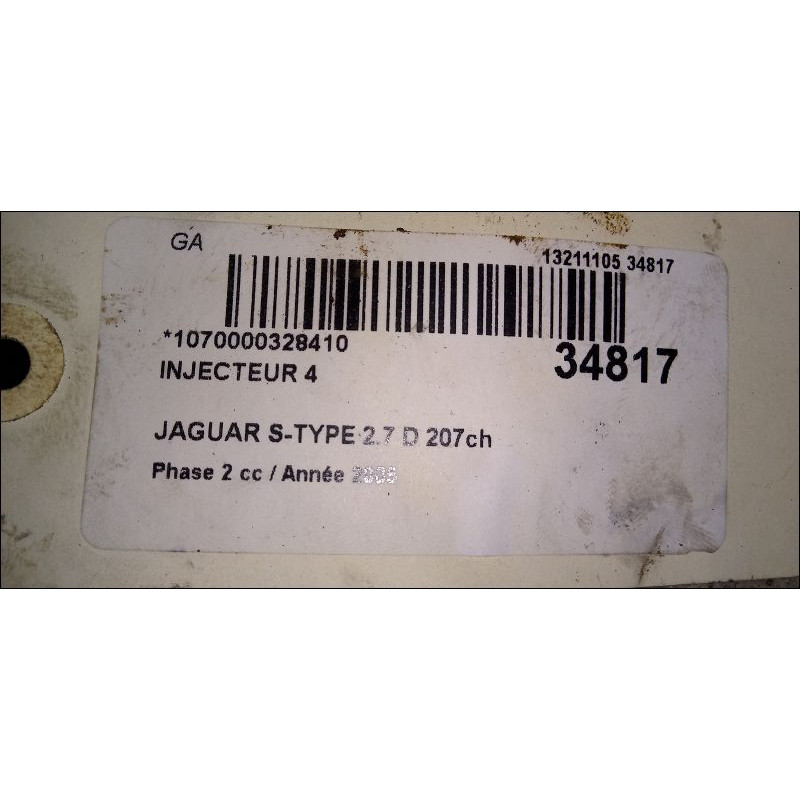 GA
13211105 34817
*1070000328410
34817
INJECTEUR 4
JAGUAR S-TYPE 2.7 D 207ch
Phase 2 cc / Année